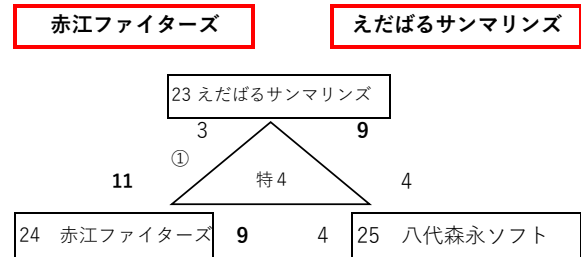 赤江ファイターズ えだばるサンマリンズ
23 えだばるサンマリンズ
3 9
①
11 特4 4
24 赤江ファイターズ 9 4 25 八代森永ソフト